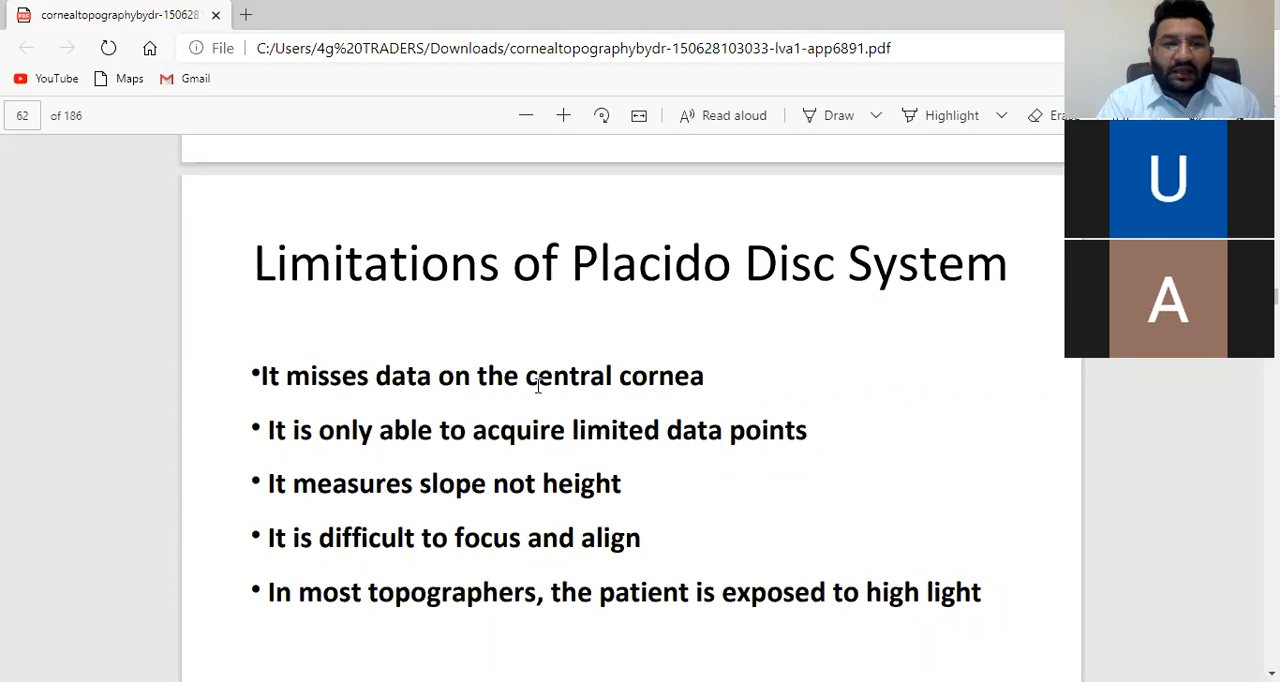 cornealtopographybydr-15062810
File C:/Users/4g%20TRADERS/Downloads/cornealtopographybydr-150628103033-lva1-app6891.pdf
YouTube Maps Gmail
62 of 186 Read aloud Draw Highlight
Limitations of Placido Disc System
•It misses data on the central cornea
• It is only able to acquire limited data points
• It measures slope not height
• It is difficult to focus and align
• In most topographers, the patient is exposed to high light
U
A